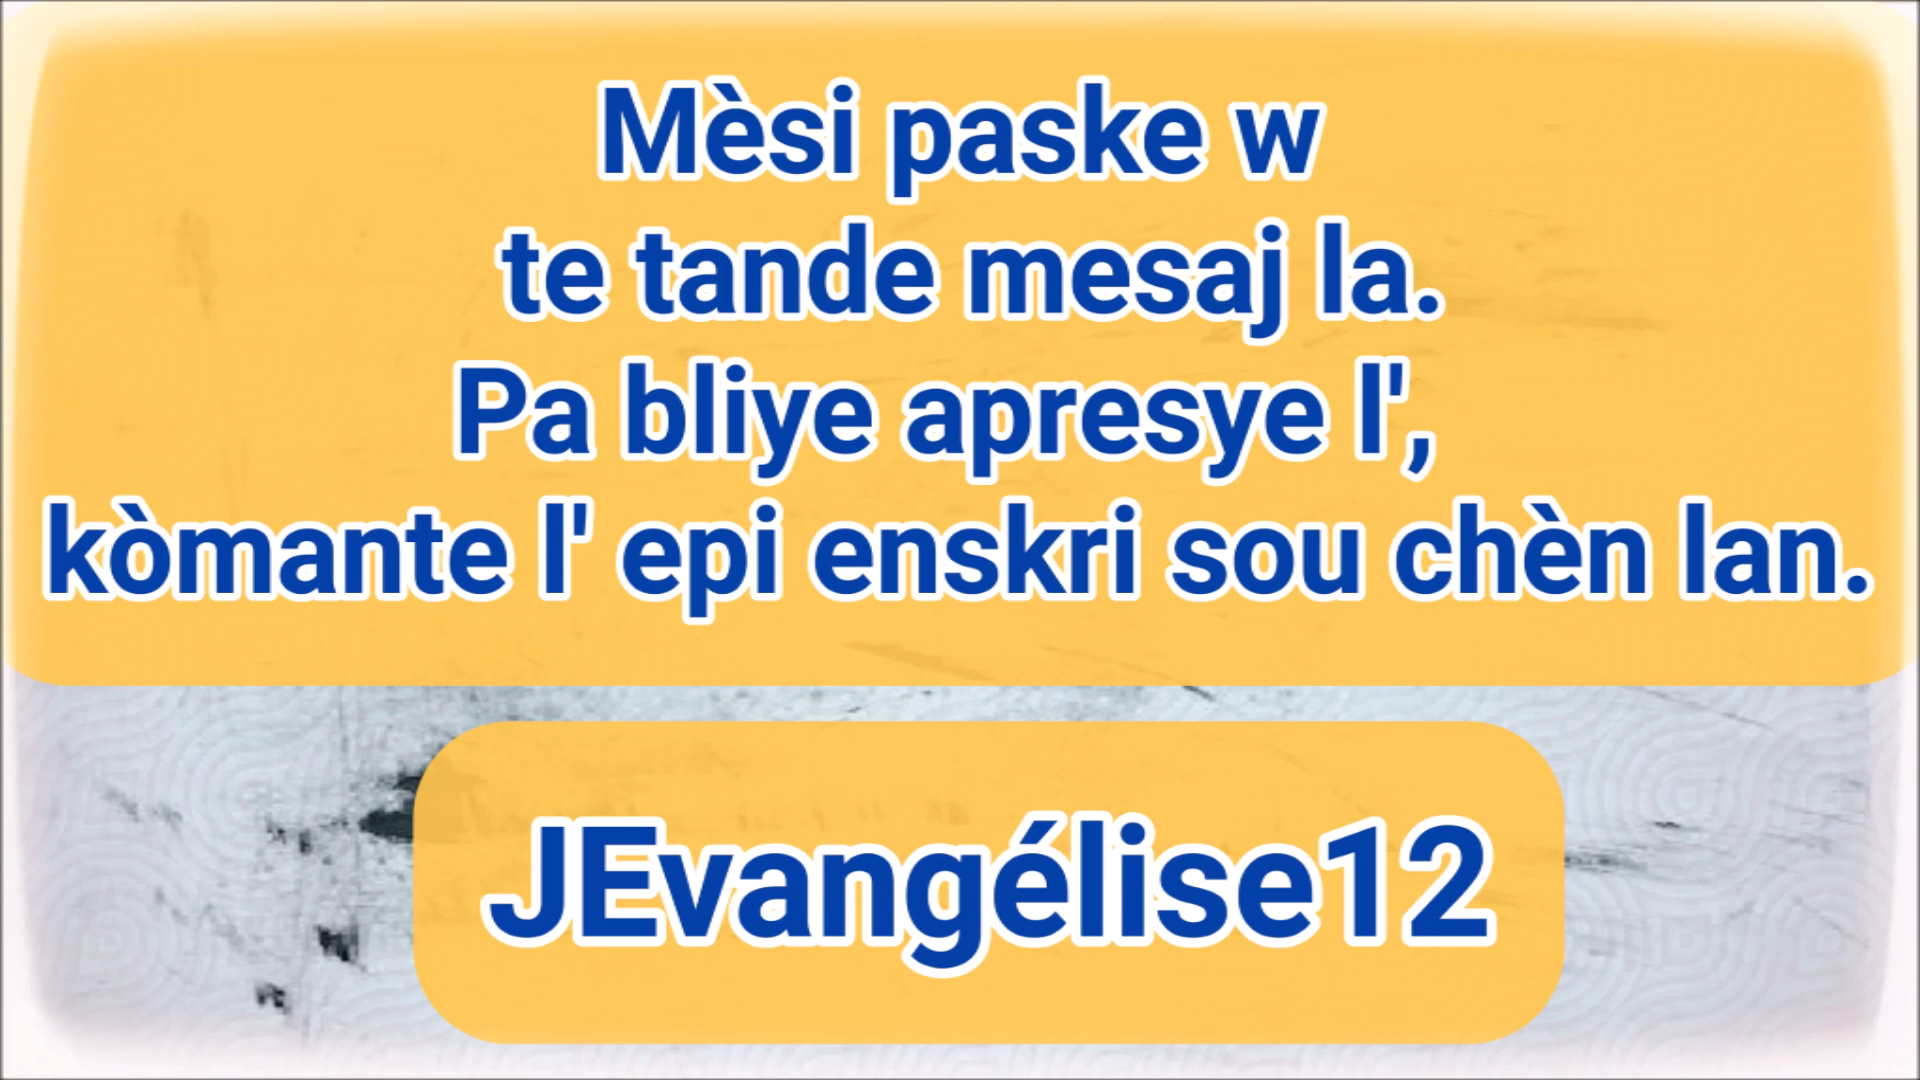 Mèsi paske w
te tande mesaj la.
Pa bliye apresye l',
kòmante l' epi enskri sou chèn lan.
JEvangélise12